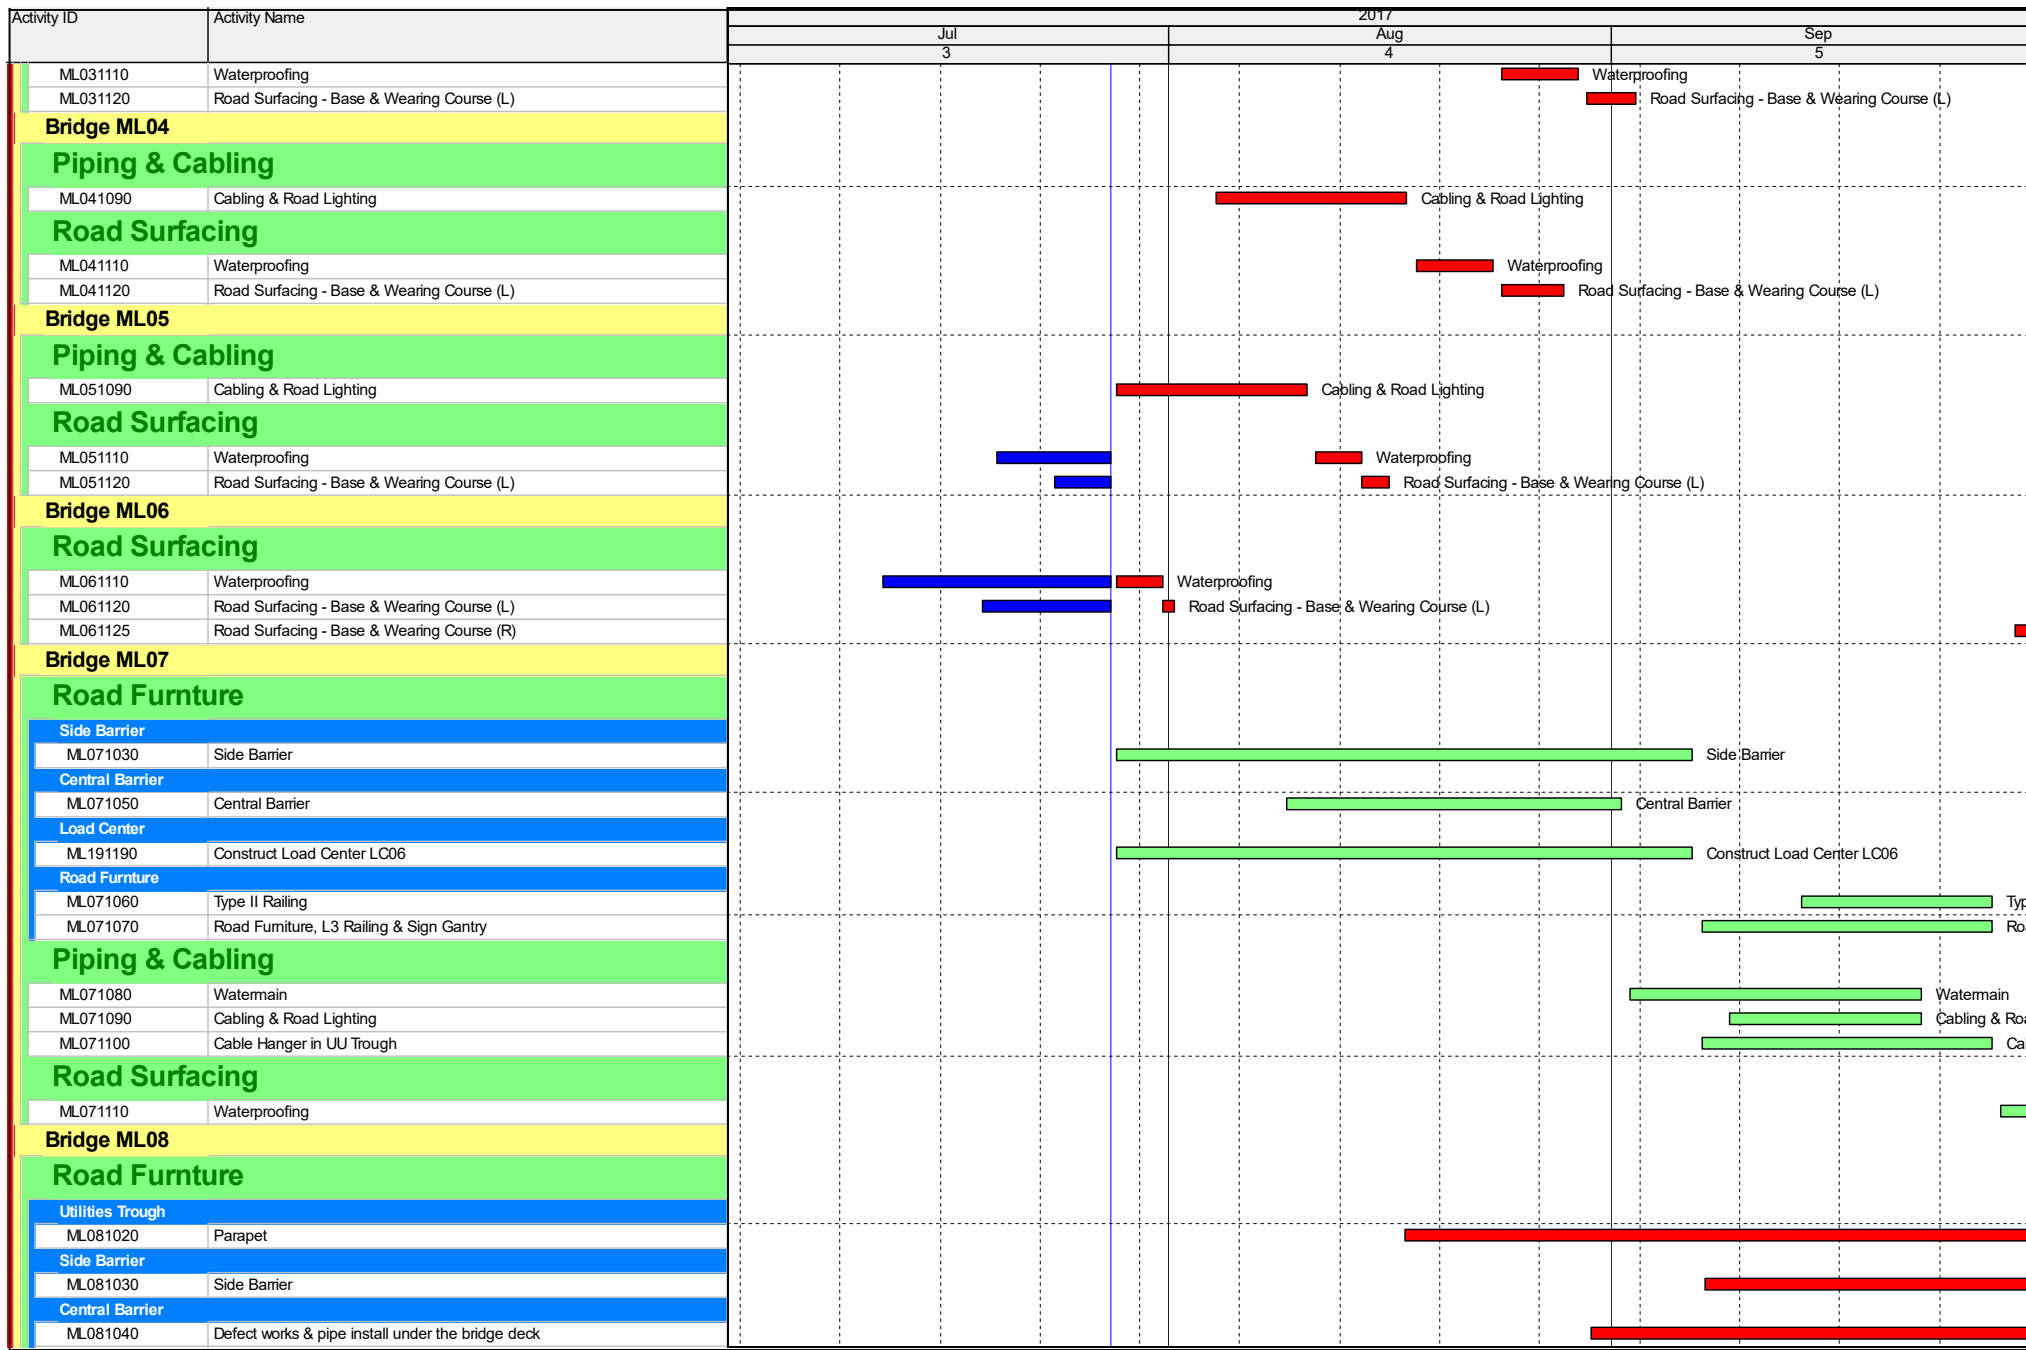 Activity ID Activity Name 2017
Jul Aug Sep
3 4 5
ML031110 Waterproofing Waterproofing
ML031120 Road Surfacing - Base & Wearing Course (L) Road Surfacing - Base & Wearing Course (L)
Bridge ML04
Piping & Cabling
ML041090 Cabling & Road Lighting Cabling & Road Lighting
Road Surfacing
ML041110 Waterproofing Waterproofing
ML041120 Road Surfacing - Base & Wearing Course (L) Road Surfacing - Base & Wearing Course (L)
Bridge ML05
Piping & Cabling
ML051090 Cabling & Road Lighting Cabling & Road Lighting
Road Surfacing
ML051110 Waterproofing Waterproofing
ML051120 Road Surfacing - Base & Wearing Course (L) Road Surfacing - Base & Wearing Course (L)
Bridge ML06
Road Surfacing
ML061110 Waterproofing Waterproofing
ML061120 Road Surfacing - Base & Wearing Course (L) Road Surfacing - Base & Wearing Course (L)
ML061125 Road Surfacing - Base & Wearing Course (R)
Bridge ML07
Road Furnture
Side Barrier
ML071030 Side Barrier Side Barrier
Central Barrier
ML071050 Central Barrier Central Barrier
Load Center
ML191190 Construct Load Center LC06 Construct Load Center LC06
Road Furnture
ML071060 Type II Railing Typ
ML071070 Road Furniture, L3 Railing & Sign Gantry Roa
Piping & Cabling
ML071080 Watermain Watermain
ML071090 Cabling & Road Lighting Cabling & Roa
ML071100 Cable Hanger in UU Trough Cab
Road Surfacing
ML071110 Waterproofing
Bridge ML08
Road Furnture
Utilities Trough
ML081020 Parapet
Side Barrier
ML081030 Side Barrier
Central Barrier
ML081040 Defect works & pipe install under the bridge deck